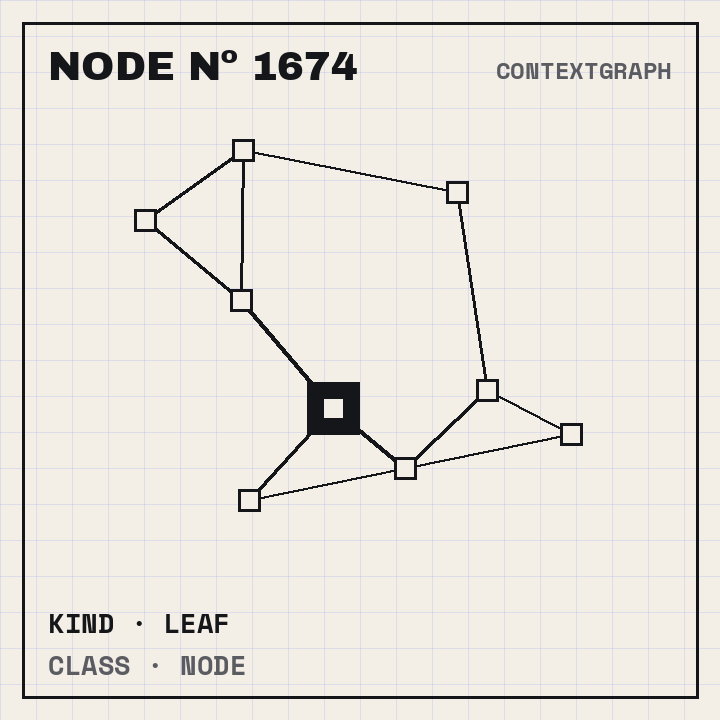 NODE Nº 1674
CONTEXTGRAPH
KIND · LEAF
CLASS · NODE